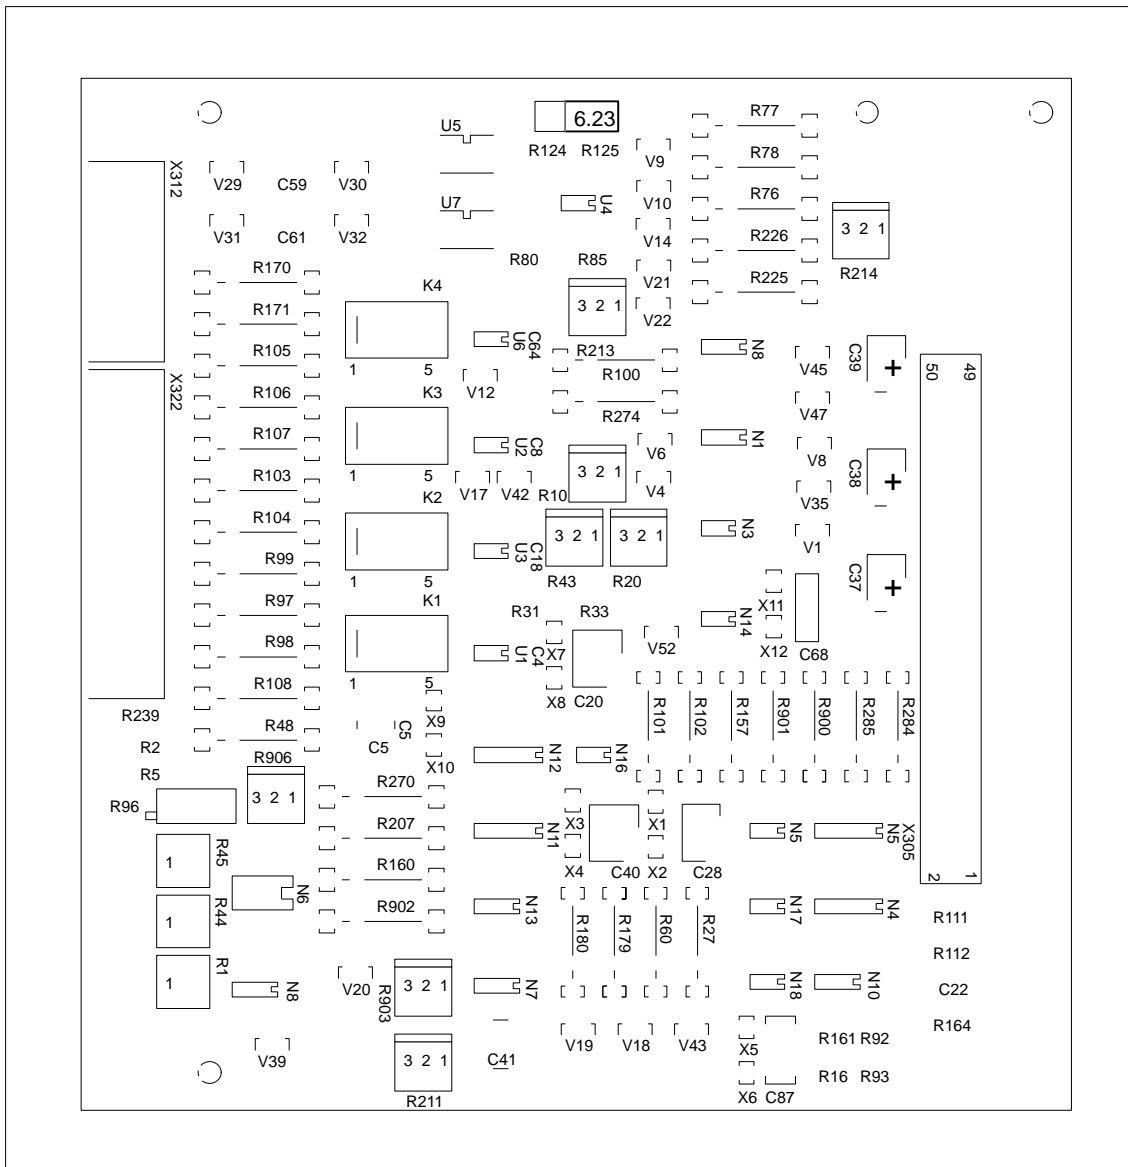 6.23
R77
U5
R124 R125
V9
R78
X312
V29 C59 V30
V10
R76
U7
U4
V31 C61 V32
V14
R226
3 2 1
R80 R85
V21
R170
K4
R225
R214
3 2 1
V22
R171
U6
C64
N8
C39
+
50
49
R105
R213
R100
V45
1 5
X322
K3
V12
R106
V47
R274
R107
U2
C8
V6
N1
V8
C38
+
1 5
R103
3 2 1
K2
V17 V42 R10 V4
V35
R104
3 2 1
3 2 1
N3
V1
U3
C18
R99
1 5
R43 R20
C37
+
K1
R97
R31 R33
X11
N14
R98
U1
C4
X7
V52
X12 C68
1 5
R108
X8 C20
R239
X9
R101
R102
R157
R901
R900
R285
R284
R48
C5
C5
R2
R906
X10
N12
N16
R5
R270
R96
3 2 1
X3
X1
R207
N11
N5
N5
X305
R45
1
R160
X4 C40 X2 C28
2
1
N6
R44
1
R902
N13
R180
R179
R60
R27
N17
N4
R111
R112
R1
1
N8
V20
R903
3 2 1
N7
N18
N10
C22
R164
V39
V19 V18 V43
X5
R161 R92
3 2 1
C41
R16 R93
R211
X6 C87